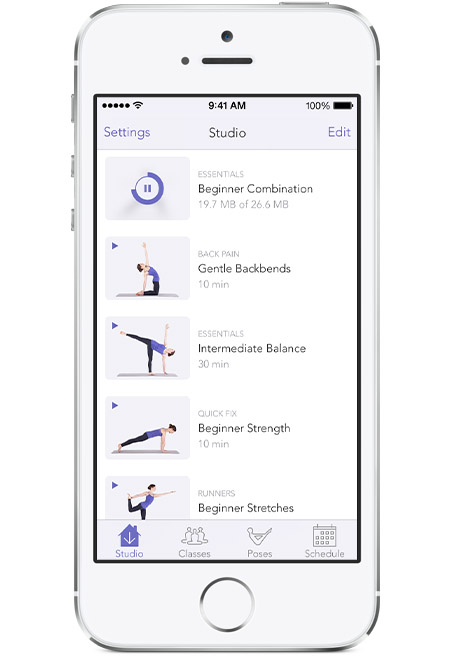 9:41 AM
100%
Settings
Studio
Edit
ESSENTIALS
Beginner Combination
19.7 MB of 26.6 MB
BACK PAIN
Gentle Backbends
10 min
ESSENTIALS
Intermediate Balance
30 min
QUICK FIX
Beginner Strength
10 min
RUNNERS
Beginner Stretches
Studio
Classes
Poses
Schedule